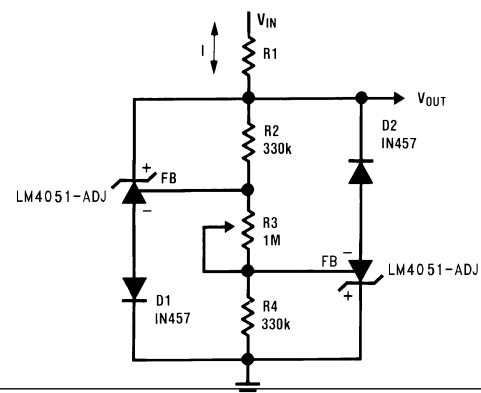 VIN
I
R1
VOUT
R2
330k
D2
IN457
+
FB
LM4051-ADJ
−
R3
1M
−
FB
LM4051-ADJ
+
D1
IN457
R4
330k